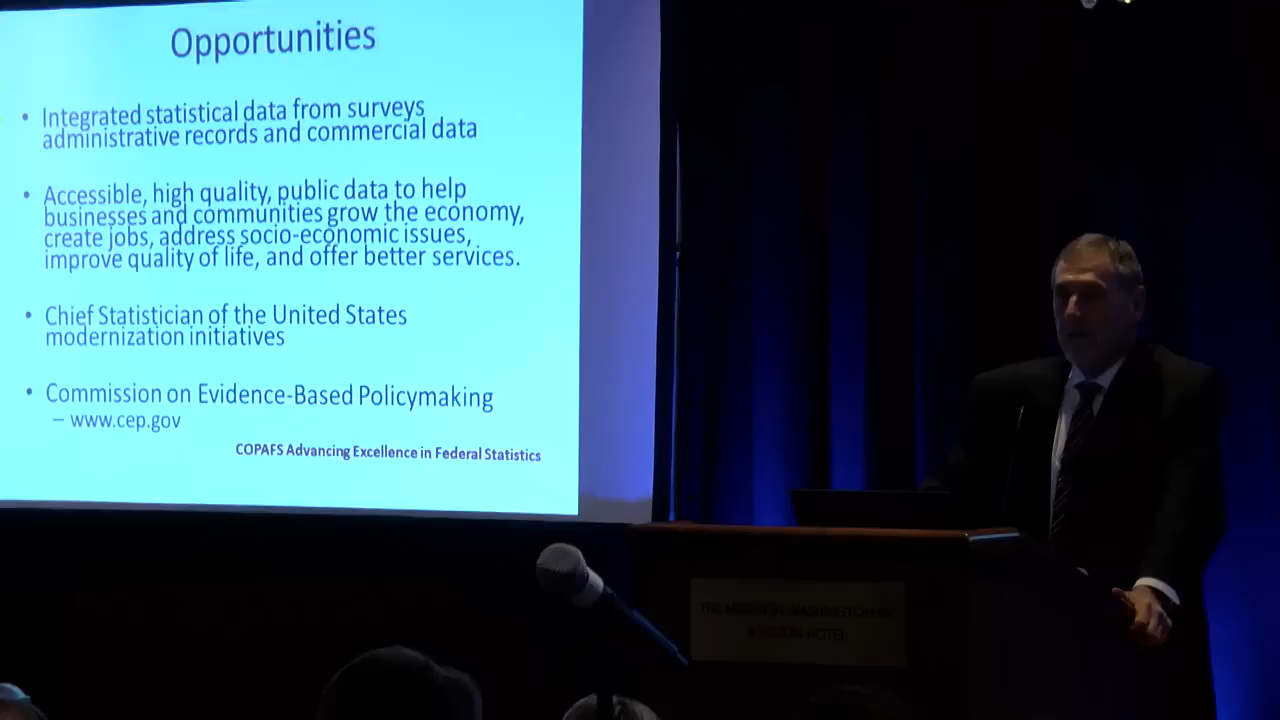 Opportunities
• Integrated statistical data from surveys
administrative records and commercial data
• Accessible, high quality, public data to help
businesses and communities grow the economy,
create jobs, address socio-economic issues,
improve quality of life, and offer better services.
• Chief Statistician of the United States
modernization initiatives
• Commission on Evidence-Based Policymaking
– www.cep.gov
COPAFS Advancing Excellence in Federal Statistics
WASHINGTON
HILTON HOTEL